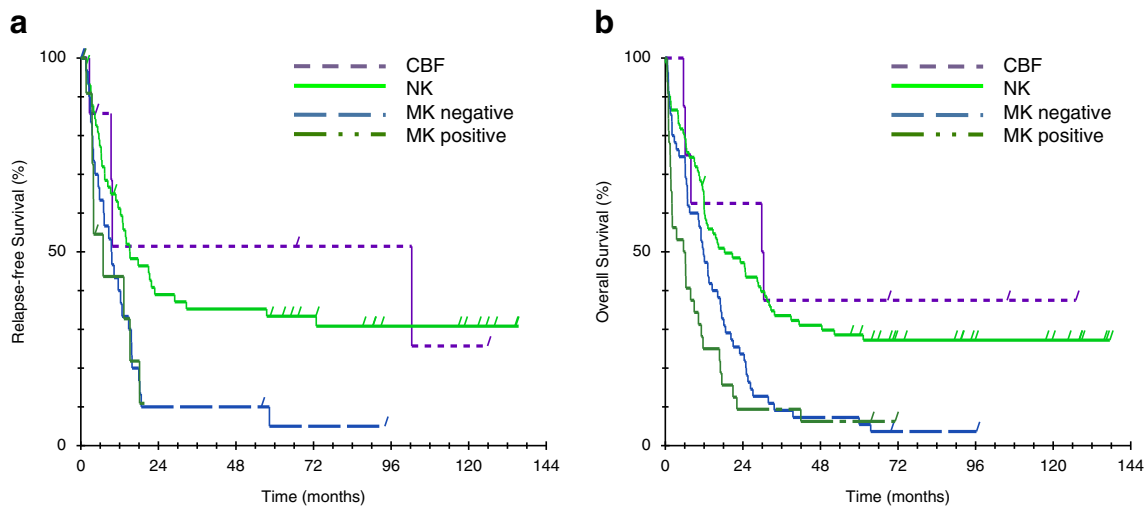 a
100
50
0
Relapse-free Survival (%)
CBF
NK
MK negative
MK positive
0 24 48 72 96 120 144
Time (months)
b
100
50
0
Overall Survival (%)
CBF
NK
MK negative
MK positive
0 24 48 72 96 120 144
Time (months)